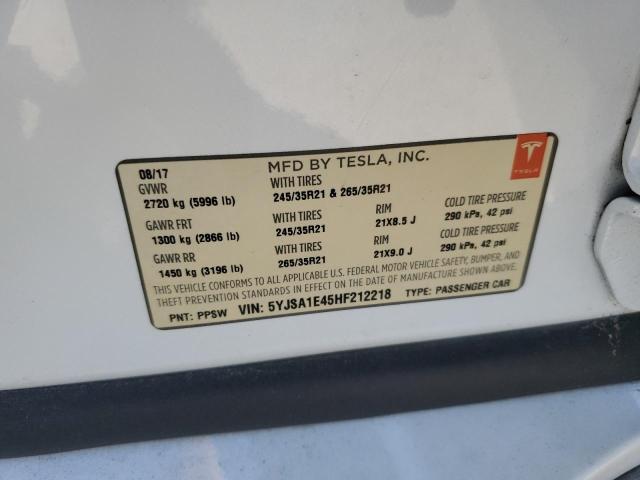 08/17 MFD BY TESLA, INC.
GVWR WITH TIRES
2720 kg (5996 lb) 245/35R21 & 265/35R21
GAWR FRT WITH TIRES RIM COLD TIRE PRESSURE
1300 kg (2866 lb) 245/35R21 21X8.5 J 290 kPs, 42 psi
GAWR RR WITH TIRES RIM COLD TIRE PRESSURE
1450 kg (3196 lb) 265/35R21 21X9.0 J 290 kPs, 42 psi
THIS VEHICLE CONFORMS TO ALL APPLICABLE U.S. FEDERAL MOTOR VEHICLE SAFETY, BUMPER, AND
THEFT PREVENTION STANDARDS IN EFFECT ON THE DATE OF MANUFACTURE SHOWN ABOVE.
PNT: PPSW VIN: 5YJSA1E45HF212218 TYPE: PASSENGER CAR
TESLA